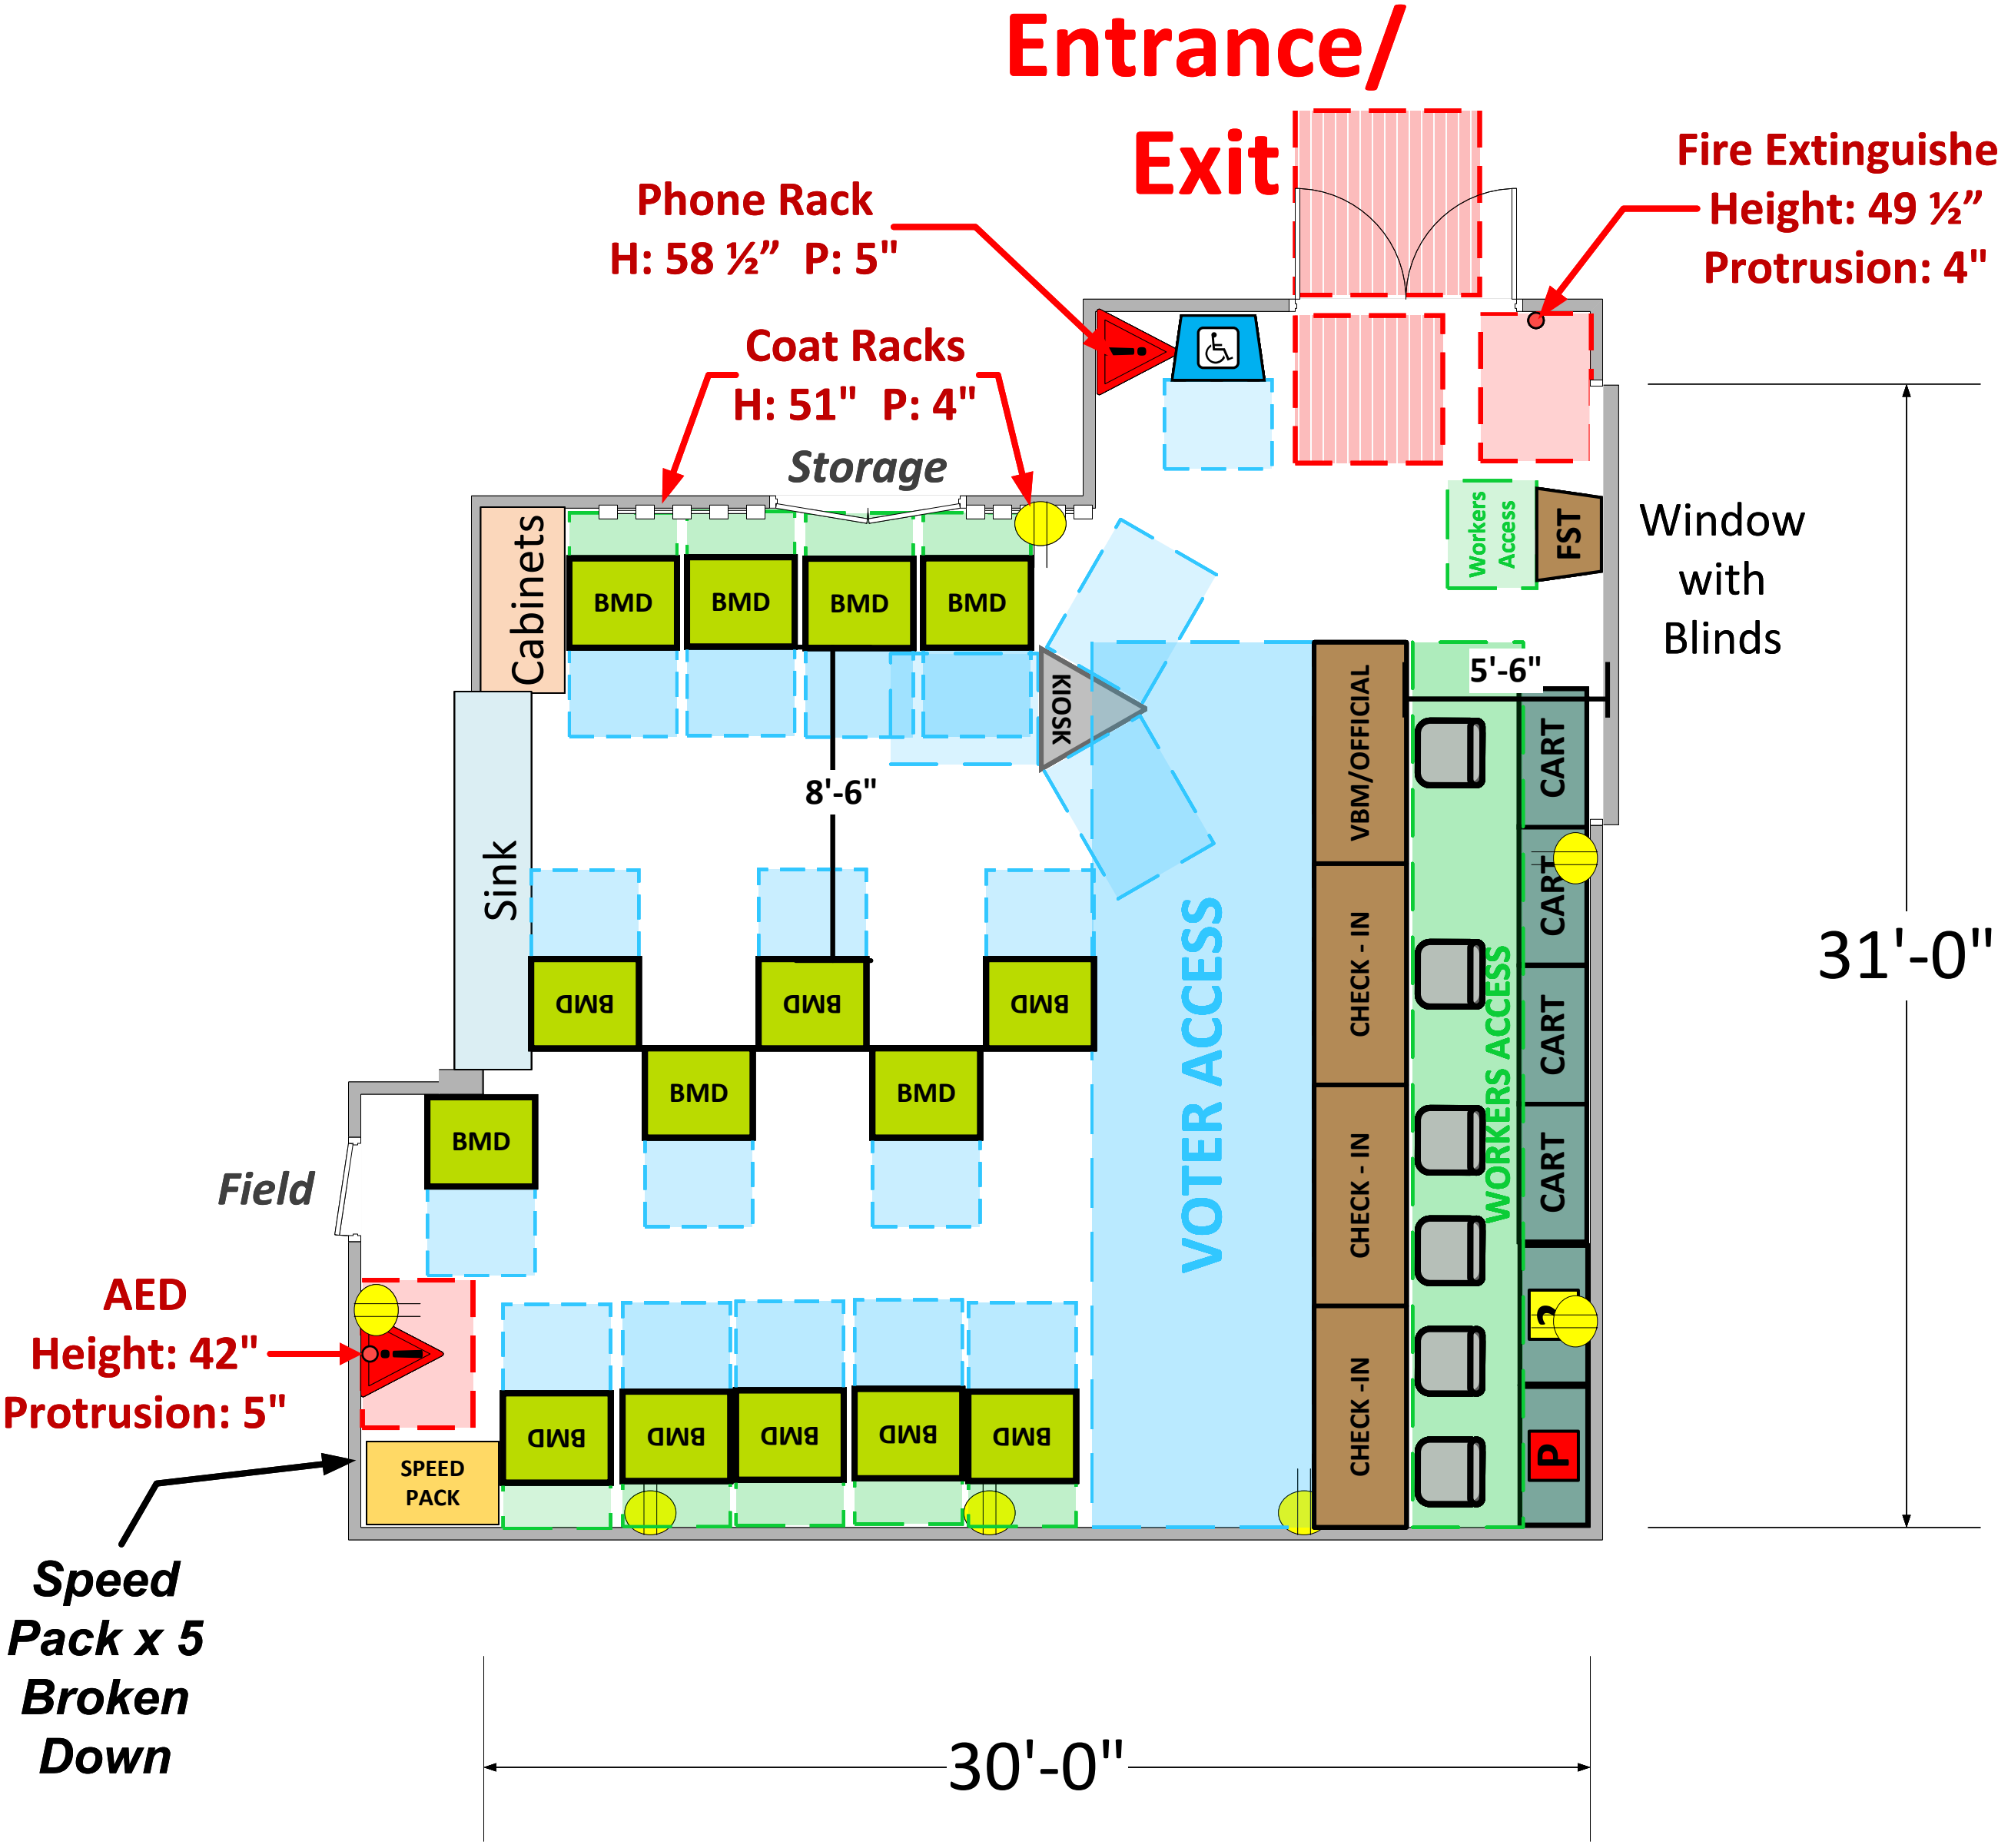 Entrance/
Exit
Fire Extinguishe
Height: 49 ½”
Protrusion: 4"
Phone Rack
H: 58 ½”  P: 5"
Coat Racks
H: 51"  P: 4"
Storage
Cabinets
BMD
BMD
BMD
BMD
Workers
Access
FST
Window
with
Blinds
KIOSK
5'-6"
8'-6"
VBM/OFFICIAL
CHECK - IN
CHECK - IN
CHECK -IN
VOTER ACCESS
WORKERS ACCESS
CART
CART
CART
CART
?
P
31'-0"
Sink
BMD
BMD
BMD
BMD
BMD
BMD
Field
AED
Height: 42"
Protrusion: 5"
SPEED
PACK
BMD
BMD
BMD
BMD
BMD
Speed
Pack x 5
Broken
Down
30'-0"